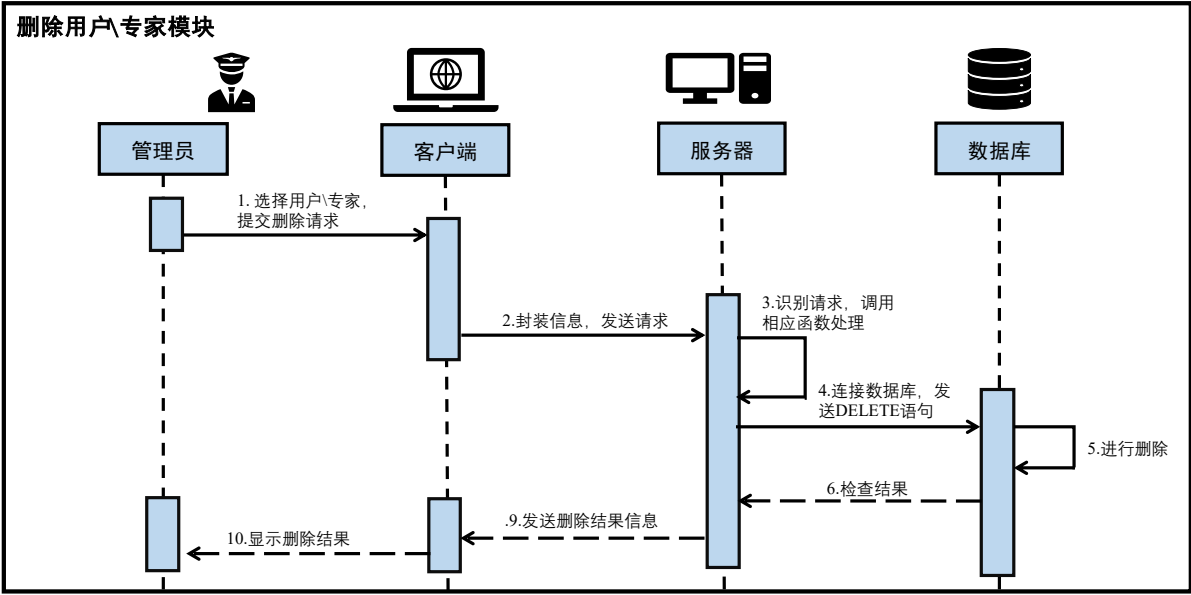 删除用户\专家模块
管理员
客户端
服务器
数据库
1. 选择用户\专家，
提交删除请求
2.封装信息，发送请求
3.识别请求，调用
相应函数处理
4.连接数据库，发
送DELETE语句
5.进行删除
6.检查结果
.9.发送删除结果信息
10.显示删除结果